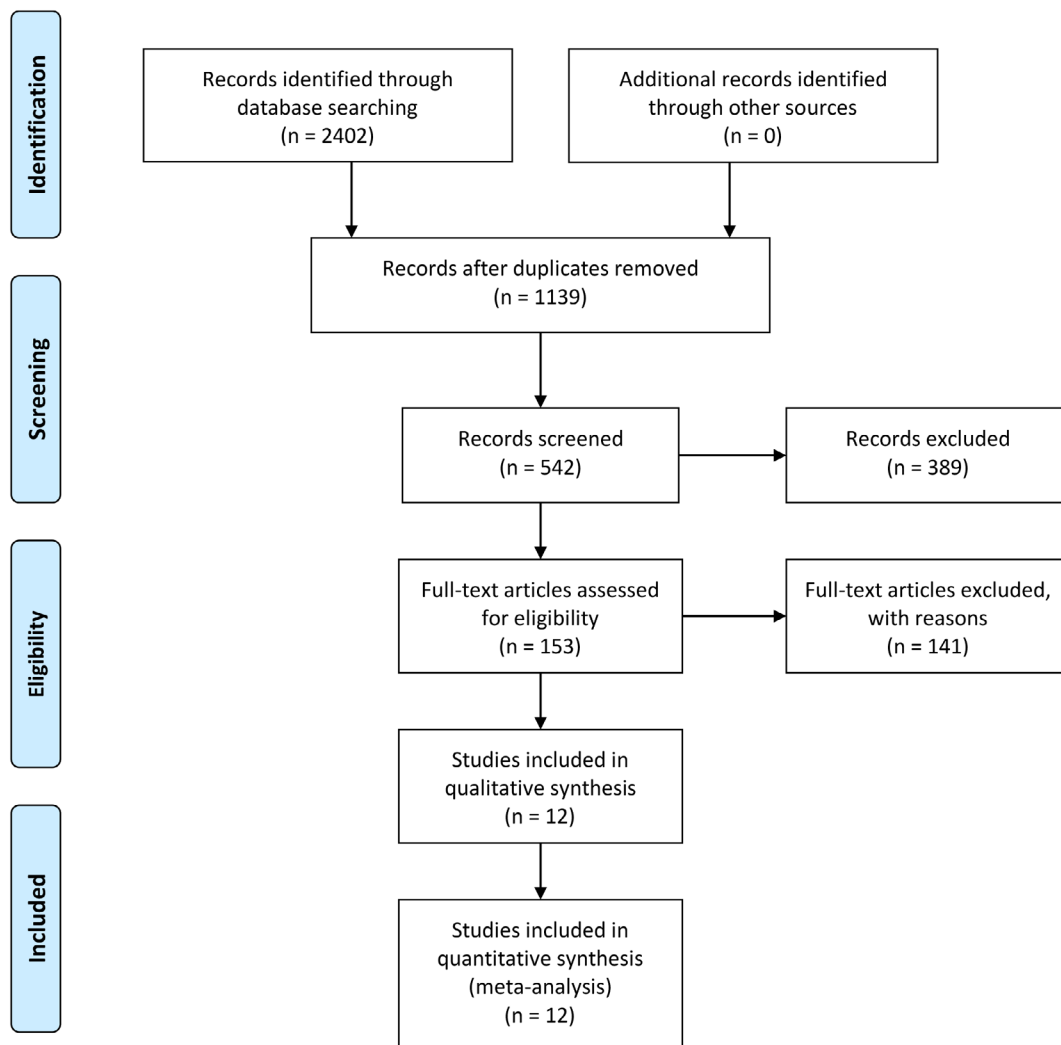 Identification
Records identified through
database searching
(n = 2402)
Additional records identified
through other sources
(n = 0)
Records after duplicates removed
(n = 1139)
Screening
Records screened
(n = 542)
Records excluded
(n = 389)
Eligibility
Full-text articles assessed
for eligibility
(n = 153)
Full-text articles excluded,
with reasons
(n = 141)
Studies included in
qualitative synthesis
(n = 12)
Included
Studies included in
quantitative synthesis
(meta-analysis)
(n = 12)